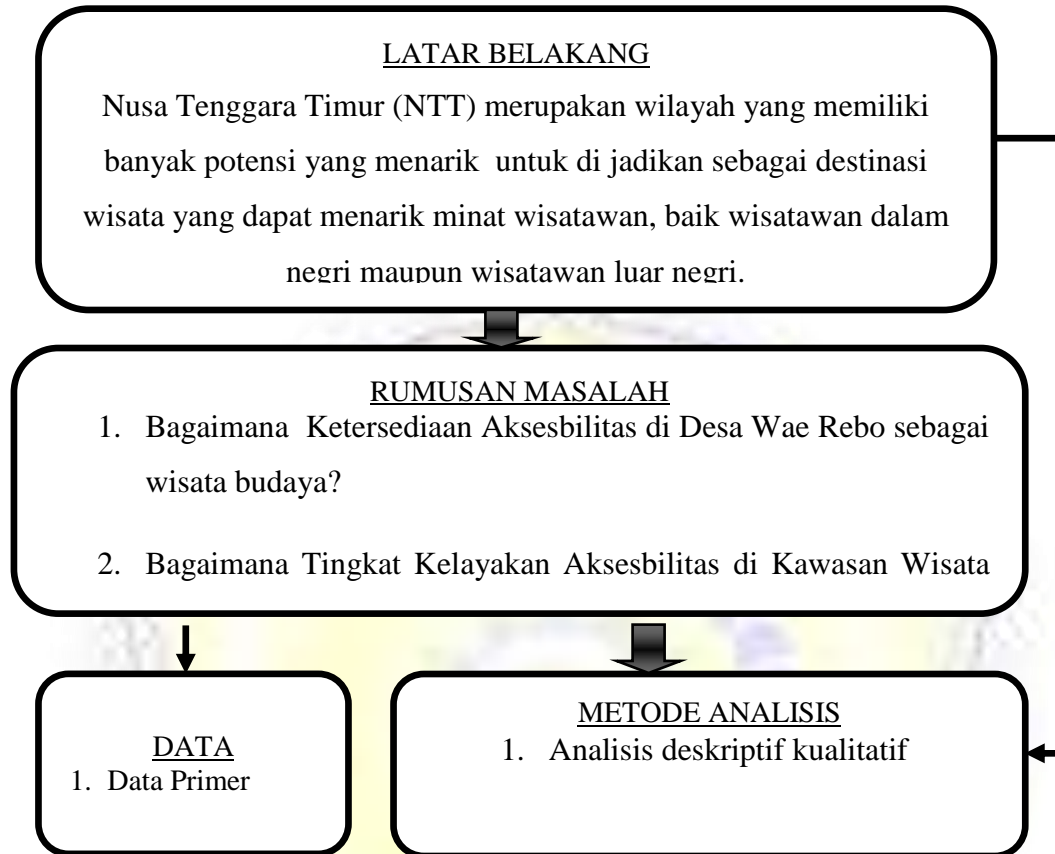 LATAR BELAKANG
Nusa Tenggara Timur (NTT) merupakan wilayah yang memiliki
banyak potensi yang menarik untuk di jadikan sebagai destinasi
wisata yang dapat menarik minat wisatawan, baik wisatawan dalam
negri maupun wisatawan luar negri.
RUMUSAN MASALAH
1. Bagaimana Ketersediaan Aksesbilitas di Desa Wae Rebo sebagai
wisata budaya?
2. Bagaimana Tingkat Kelayakan Aksesbilitas di Kawasan Wisata
DATA
1. Data Primer
METODE ANALISIS
1. Analisis deskriptif kualitatif